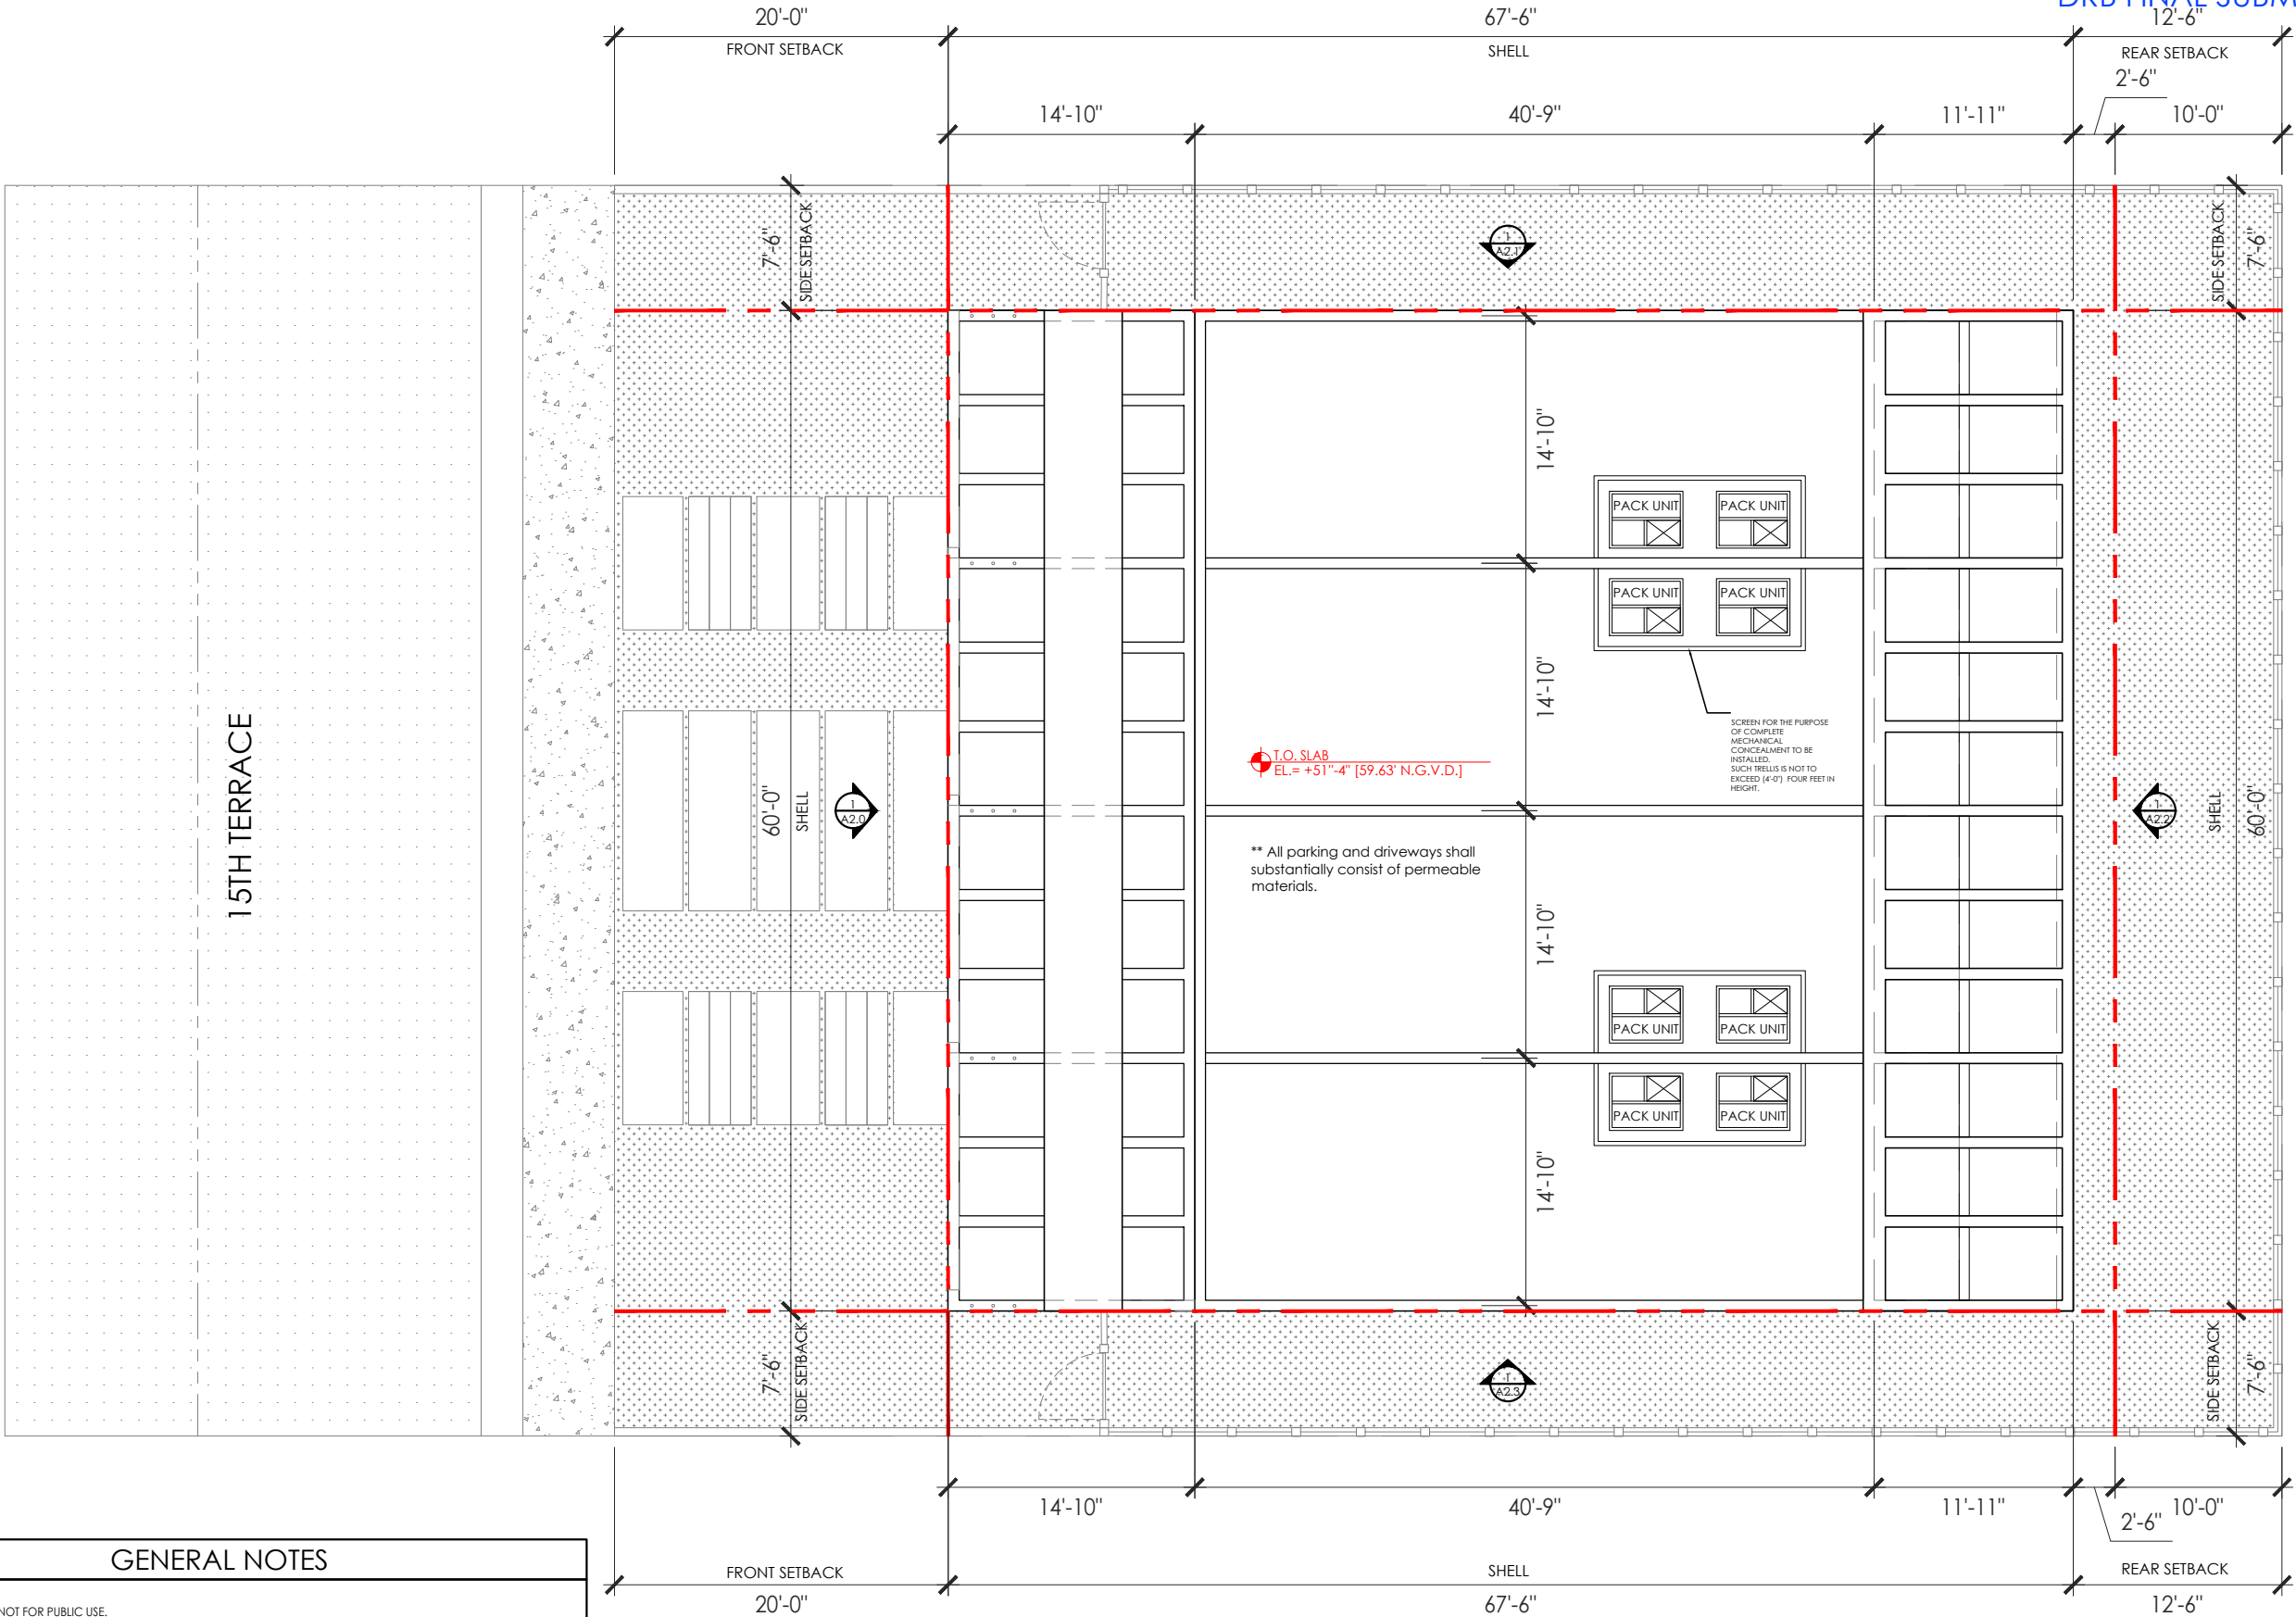 DRB FINAL SUBM
20'-0"
67'-6"
12'-6"
FRONT SETBACK
SHELL
REAR SETBACK
2'-6"
14'-10"
40'-9"
11'-11"
10'-0"
7'-6"
SIDE SETBACK
1
A2.1
SIDE SETBACK
7'-6"
14'-10"
PACK UNIT
PACK UNIT
PACK UNIT
PACK UNIT
14'-10"
SCREEN FOR THE PURPOSE
OF COMPLETE
MECHANICAL
CONCEALMENT TO BE
INSTALLED.
SUCH TRELLIS IS NOT TO
EXCEED (4'-0") FOUR FEET IN
HEIGHT.
T.O. SLAB
EL.= +51"-4" [59.63' N.G.V.D.]
15TH TERRACE
60'-0"
SHELL
1
A2.0
1
A2.2
SHELL
60'-0"
** All parking and driveways shall
substantially consist of permeable
materials.
14'-10"
PACK UNIT
PACK UNIT
PACK UNIT
PACK UNIT
14'-10"
7'-6"
SIDE SETBACK
1
A2.3
SIDE SETBACK
7'-6"
14'-10"
40'-9"
11'-11"
10'-0"
2'-6"
FRONT SETBACK
SHELL
REAR SETBACK
20'-0"
67'-6"
12'-6"
GENERAL NOTES
NOT FOR PUBLIC USE.